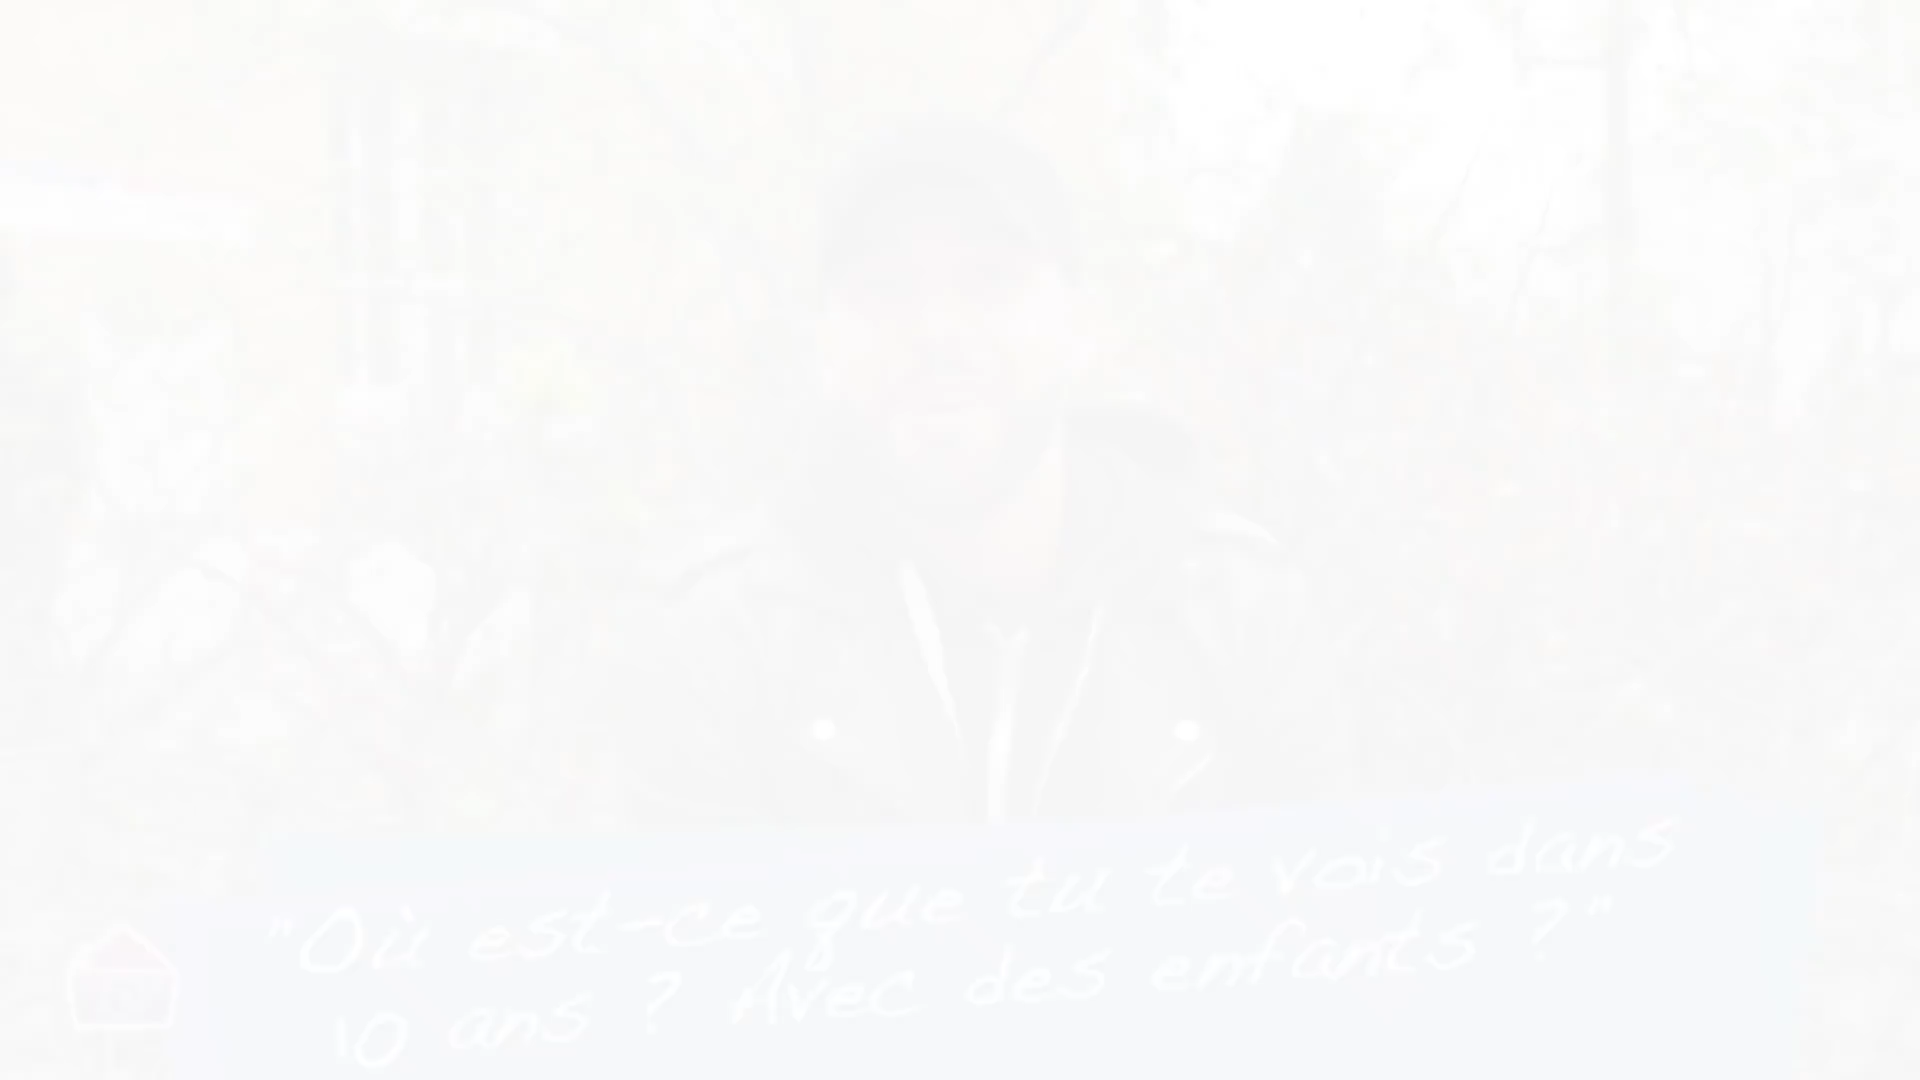 "Où est-ce que tu te vois dans
10 ans ? Avec des enfants ?"